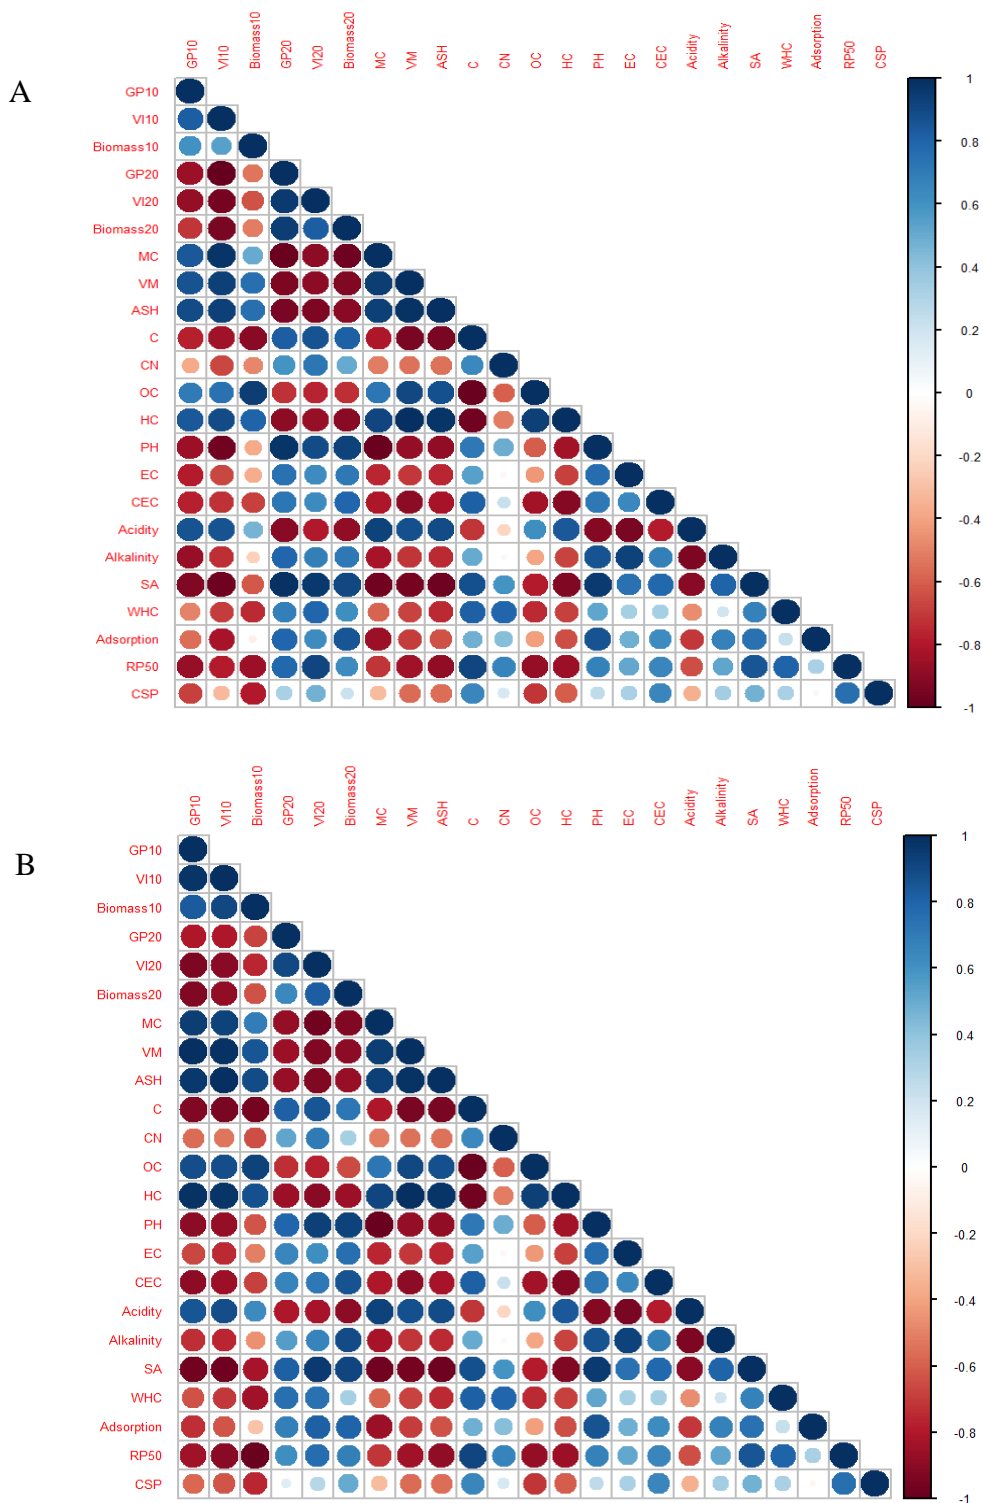 GP10 VI10 Biomass10 GP20 VI20 Biomass20 MC VM ASH C CN OC HC PH EC CEC Acidity Alkalinity SA WHC Adsorption RP50 CSP
A
GP10
VI10
Biomass10
GP20
VI20
Biomass20
MC
VM
ASH
C
CN
OC
HC
PH
EC
CEC
Acidity
Alkalinity
SA
WHC
Adsorption
RP50
CSP
1
0.8
0.6
0.4
0.2
0
-0.2
-0.4
-0.6
-0.8
-1
GP10 VI10 Biomass10 GP20 VI20 Biomass20 MC VM ASH C CN OC HC PH EC CEC Acidity Alkalinity SA WHC Adsorption RP50 CSP
B
GP10
VI10
Biomass10
GP20
VI20
Biomass20
MC
VM
ASH
C
CN
OC
HC
PH
EC
CEC
Acidity
Alkalinity
SA
WHC
Adsorption
RP50
CSP
1
0.8
0.6
0.4
0.2
0
-0.2
-0.4
-0.6
-0.8
-1